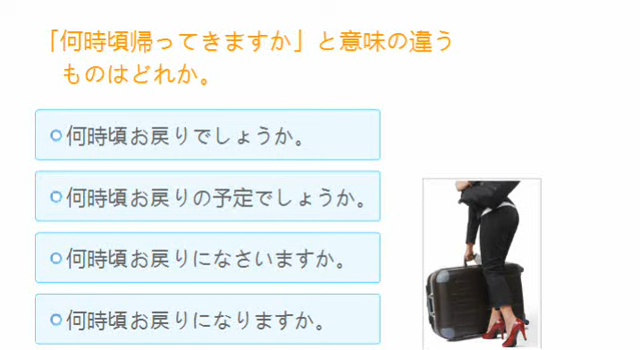 「何時頃帰ってきますか」と意味の違う
ものはどれか。
何時頃お戻りでしょうか。
何時頃お戻りの予定でしょうか。
何時頃お戻りになさいますか。
何時頃お戻りになりますか。